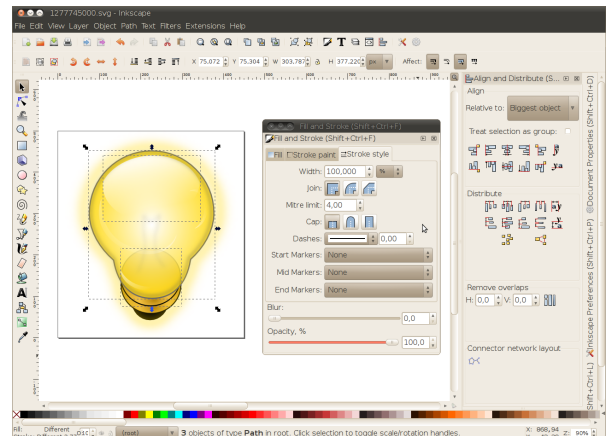 1277745000.svg - Inkscape
File Edit View Layer Object Path Text Filters Extensions Help
X 75,072 Y 75,304 W 303,787 H 377,220 px Affect:
Align and Distribute (S...
Align
Relative to: Biggest object
Treat selection as group:
Distribute
Remove overlaps
H: 0,0 V: 0,0
Connector network layout
Fill and Stroke (Shift+Ctrl+F)
Fill and Stroke (Shift+Ctrl+F)
Fill Stroke paint Stroke style
Width: 100,000 %
Join:
Mitre limit: 4,00
Cap:
Dashes: 0,00
Start Markers: None
Mid Markers: None
End Markers: None
Blur:
0,0
Opacity, %
100,0
Document Properties (Shift+Ctrl+D)
Inkscape Preferences (Shift+Ctrl+P)
Shift+Ctrl+L)
Fill: Different
(root)
3 objects of type Path in root. Click selection to toggle scale/rotation handles.
X: 868,94
Z: 90%